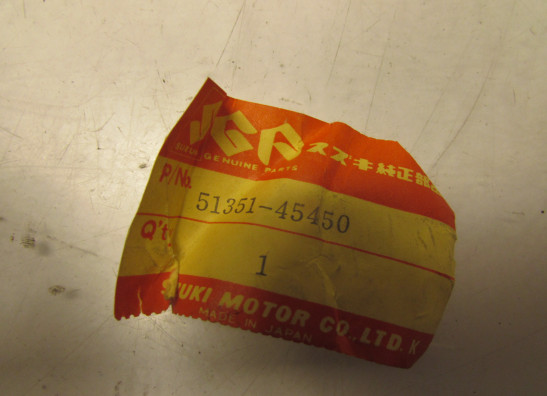 SGP スズキ純正部
GENUINE PARTS
P/No.
51351-45450
Q't
1
UKI MOTOR CO.,LTD. K
MADE IN JAPAN